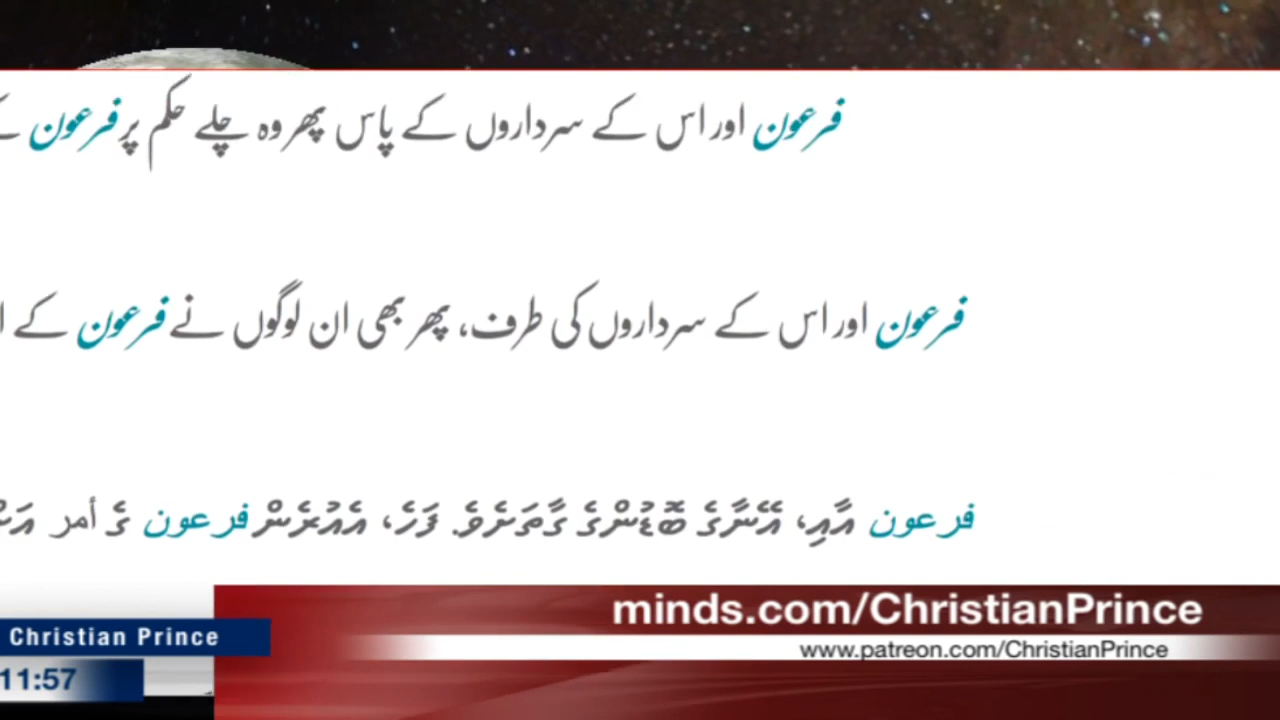 فرعون اور اس کے سرداروں کے پاس پھر وہ چلے حکم پر فرعون کے
فرعون اور اس کے سرداروں کی طرف، پھر بھی ان لوگوں نے فرعون کے
فرعون އާއި، އޭނާގެ ބޮޑުންގެ ގާތަށެވެ. ފަހެ، އެއުރެން فرعون ގެ أمر
minds.com/ChristianPrince
www.patreon.com/ChristianPrince
Christian Prince
11:57